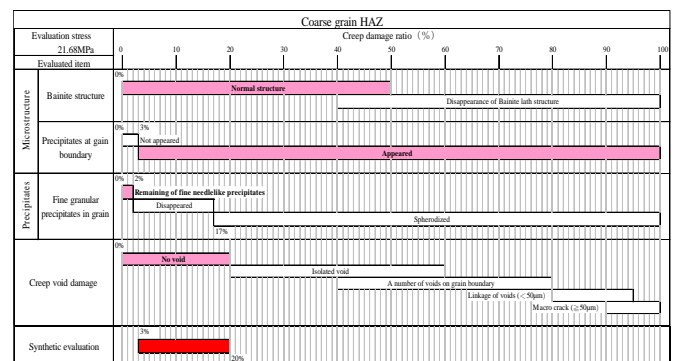 Coarse grain HAZ
Evaluation stress
21.68MPa
Creep damage ratio (%)
0 10 20 30 40 50 60 70 80 90 100
Evaluated item
Microstructure
Bainite structure
0%
Normal structure
Disappearance of Bainite lath structure
Precipitates at gain
boundary
0% 3%
Not appeared
Appeared
Precipitates
Fine granular
precipitates in grain
0% 2%
Remaining of fine needlelike precipitates
Disappeared
Spherodized
17%
Creep void damage
0%
No void
Isolated void
A number of voids on grain boundary
Linkage of voids (<50μm)
Macro crack (≧50μm)
Synthetic evaluation
3%
20%